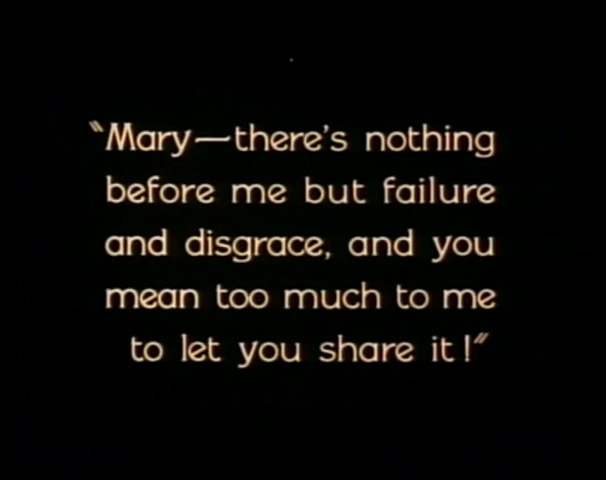 "Mary—there's nothing
before me but failure
and disgrace, and you
mean too much to me
to let you share it!"